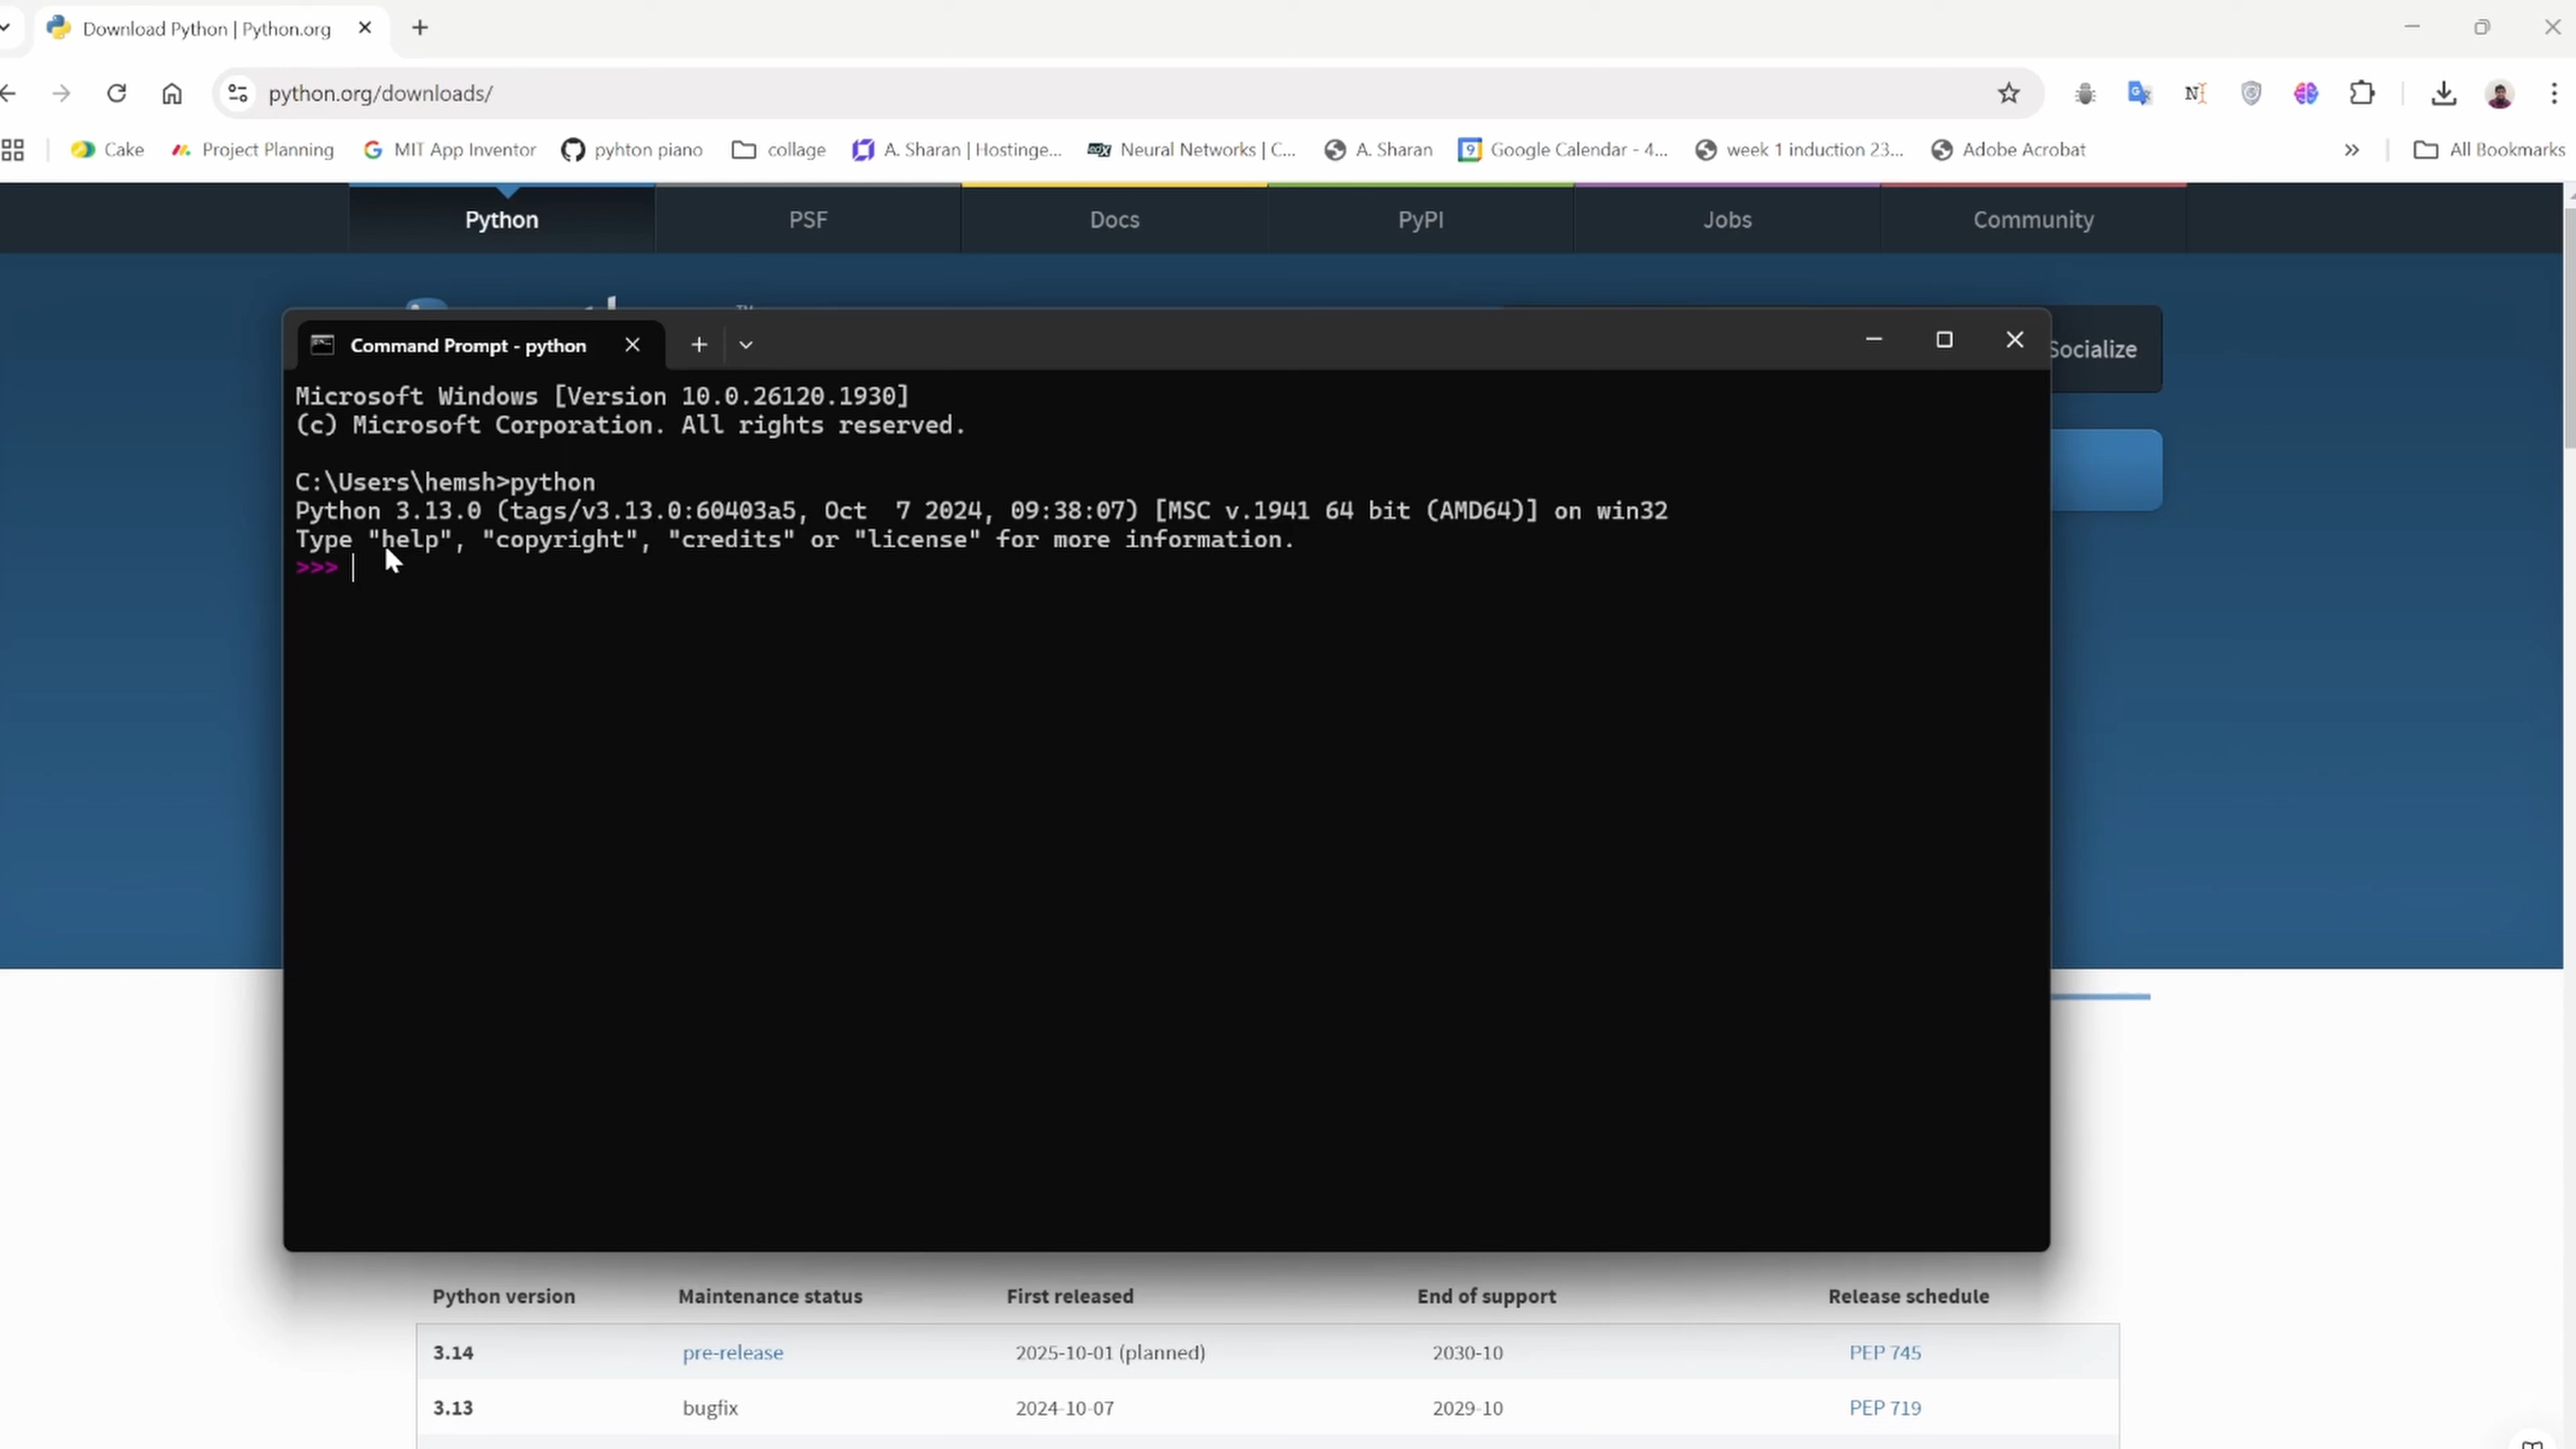 Download Python | Python.org
python.org/downloads/
Cake Project Planning MIT App Inventor pyhton piano collage A. Sharan | Hostinge... Neural Networks | C... A. Sharan Google Calendar - 4... week 1 induction 23... Adobe Acrobat » All Bookmarks
Python PSF Docs PyPI Jobs Community
TM
Socialize
Command Prompt - python
Microsoft Windows [Version 10.0.26120.1930]
(c) Microsoft Corporation. All rights reserved.
C:\Users\hemsh>python
Python 3.13.0 (tags/v3.13.0:60403a5, Oct  7 2024, 09:38:07) [MSC v.1941 64 bit (AMD64)] on win32
Type "help", "copyright", "credits" or "license" for more information.
>>>
Python version Maintenance status First released End of support Release schedule
3.14 pre-release 2025-10-01 (planned) 2030-10 PEP 745
3.13 bugfix 2024-10-07 2029-10 PEP 719